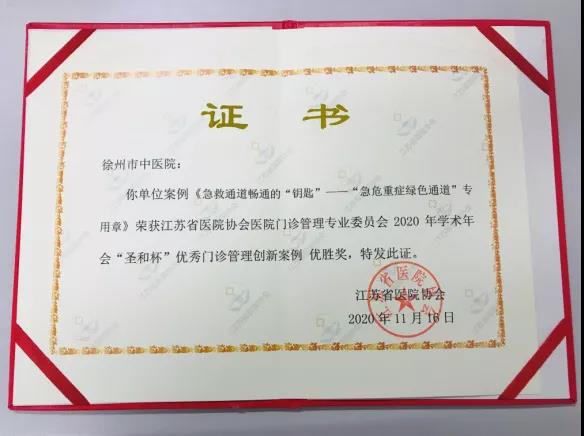 证 书
徐州市中医院：
你单位案例《急救通道畅通的“钥匙”——“急危重症绿色通道”专
用章》荣获江苏省医院协会医院门诊管理专业委员会 2020 年学术年
会“圣和杯”优秀门诊管理创新案例 优胜奖，特发此证。
江苏省医院协会
2020 年 11 月 16 日